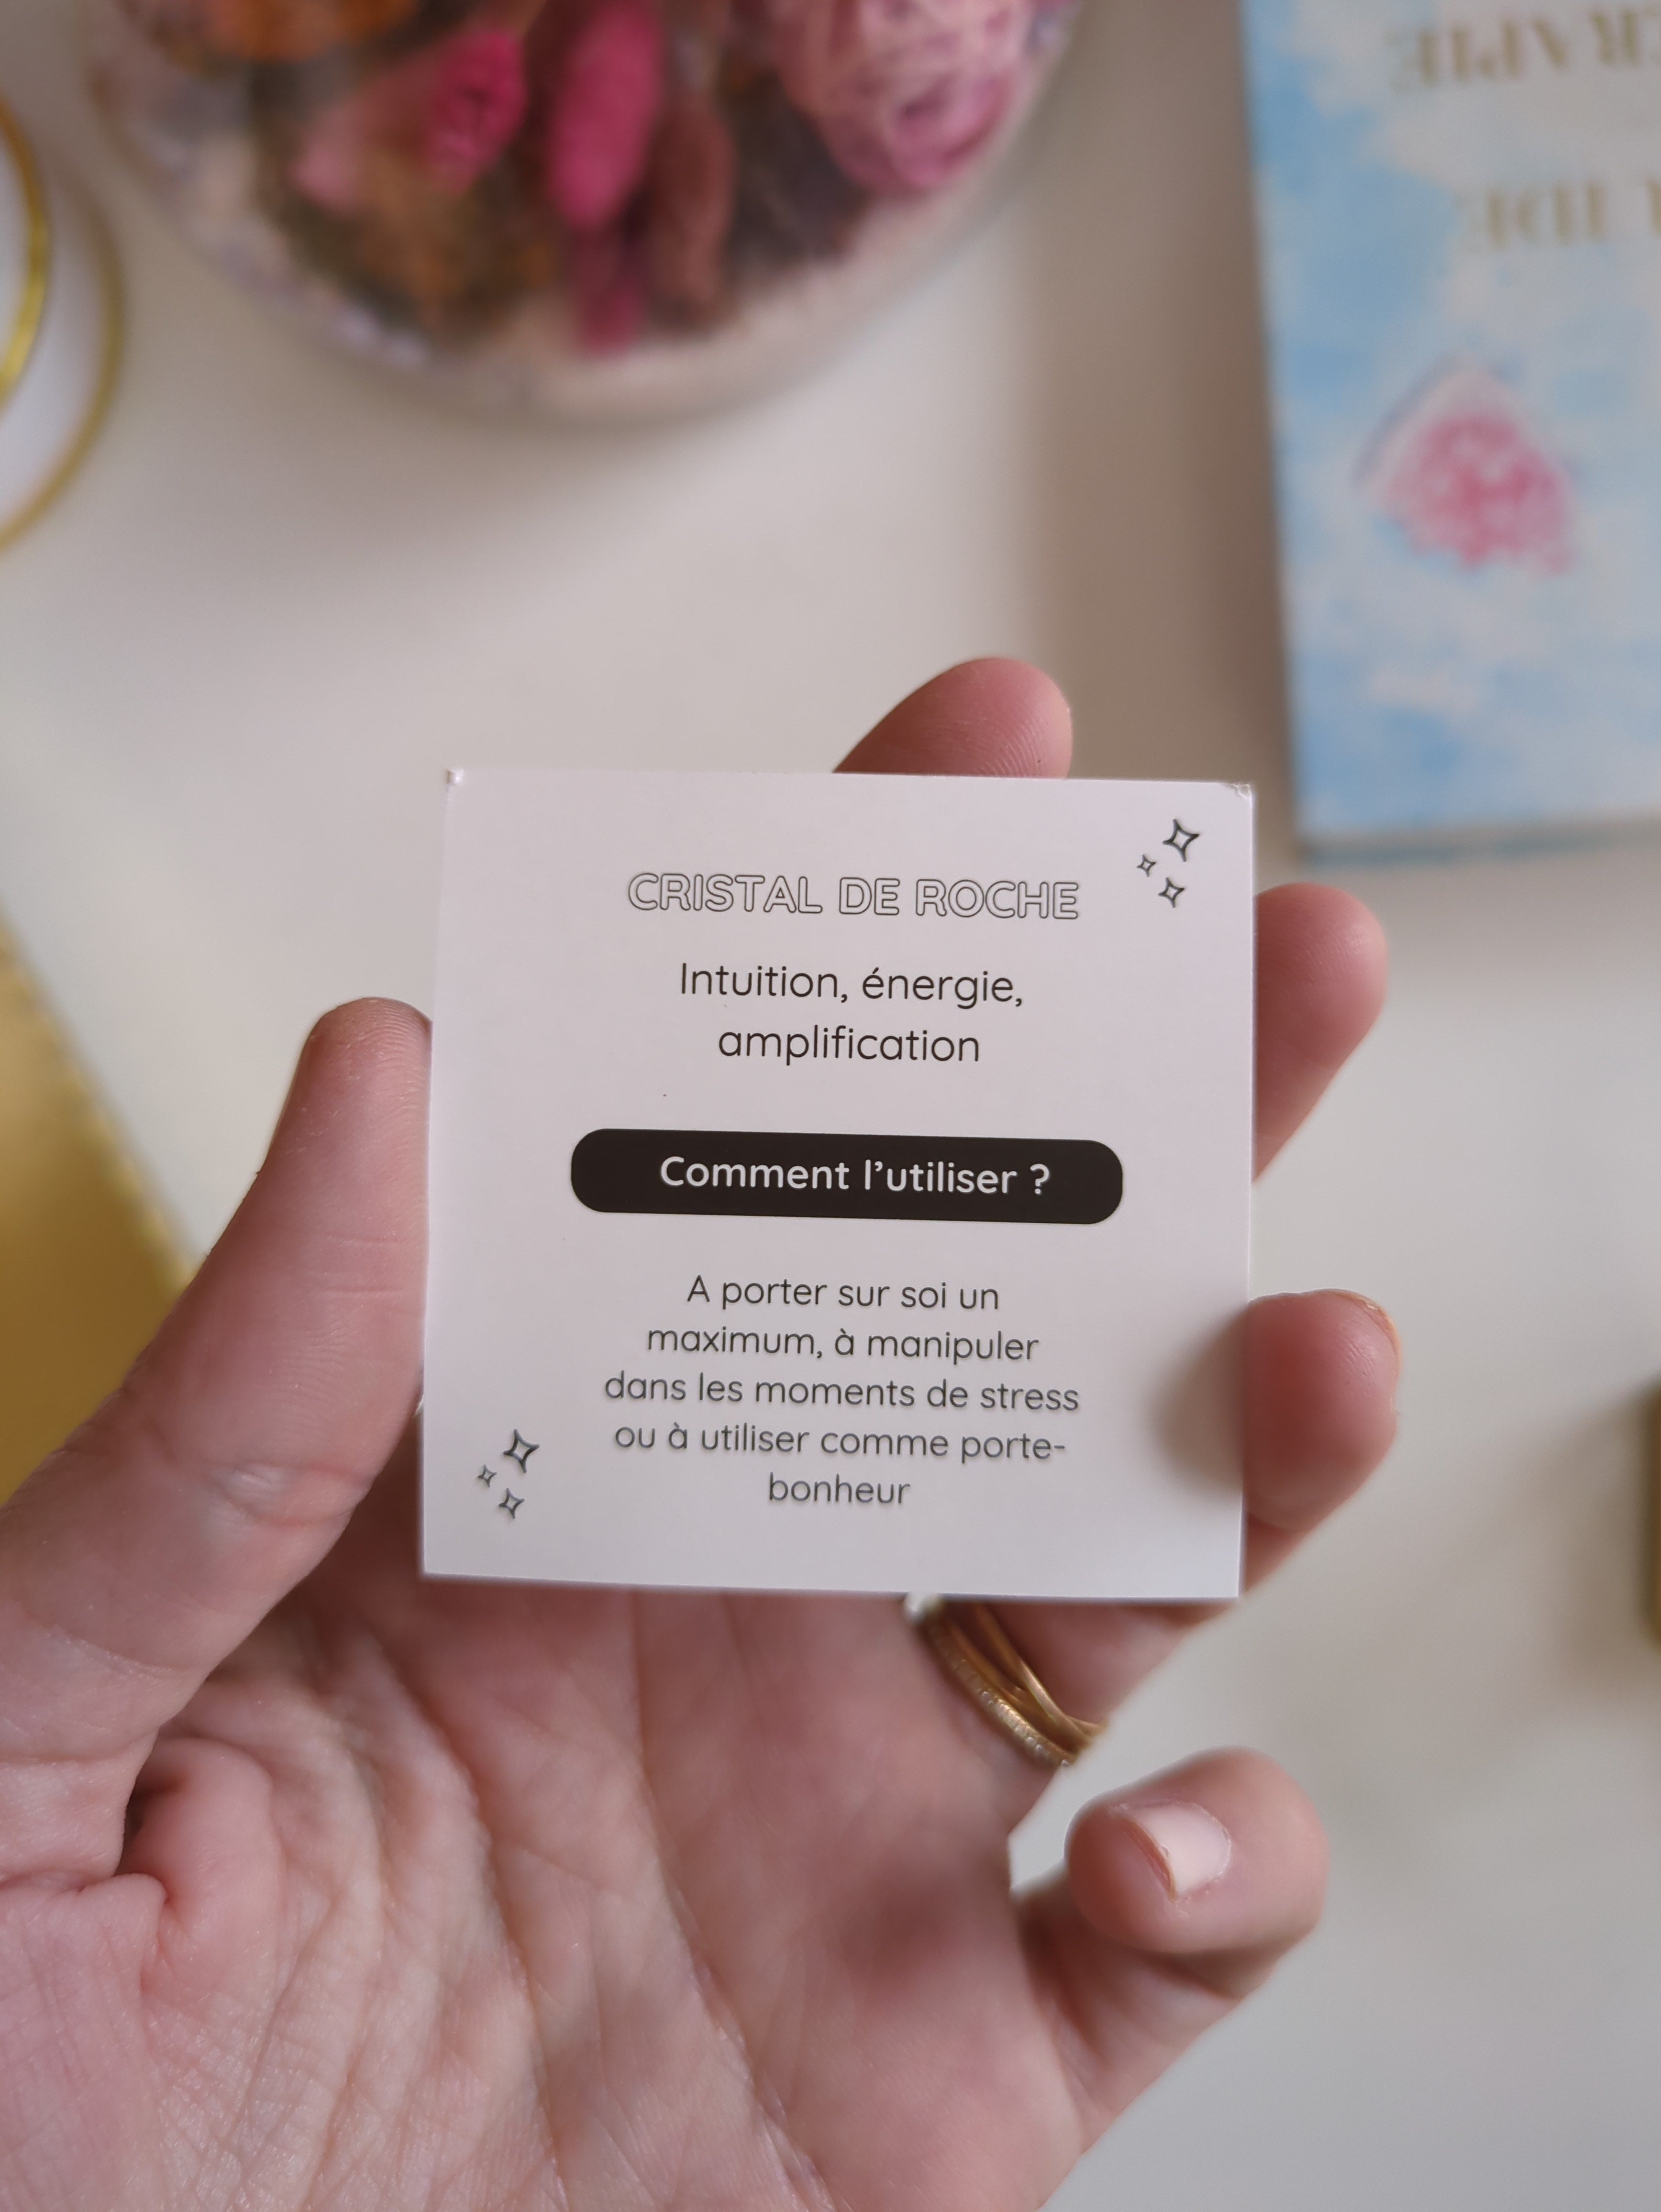 CRISTAL DE ROCHE
Intuition, énergie,
amplification
Comment l'utiliser ?
A porter sur soi un
maximum, à manipuler
dans les moments de stress
ou à utiliser comme porte-
bonheur